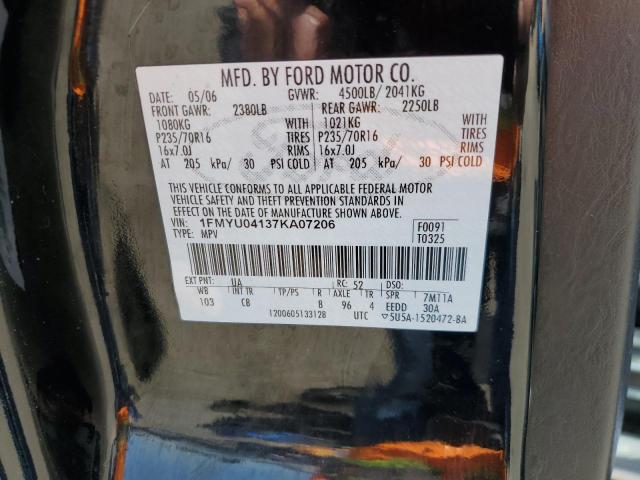 MFD. BY FORD MOTOR CO.
DATE: 05/06 GVWR: 4500LB/ 2041KG
FRONT GAWR: 2380LB REAR GAWR: 2250LB
1080KG WITH 1021KG WITH
P235/70R16 TIRES P235/70R16 TIRES
16x7.0J RIMS 16x7.0J RIMS
AT 205 kPa/ 30 PSI COLD AT 205 kPa/ 30 PSI COLD
THIS VEHICLE CONFORMS TO ALL APPLICABLE FEDERAL MOTOR
VEHICLE SAFETY AND THEFT PREVENTION STANDARDS IN
EFFECT ON THE DATE OF MANUFACTURE SHOWN ABOVE.
VIN: 1FMYU04137KA07206 F0091
TYPE: MPV T0325
EXT PNT: UA RC: 52 DSO:
WB INT TR TP/PS R AXLE TR SPR 7M11A
103 CB 8 96 4 EEDD 30A
1200605133128 UTC ▽5U5A-1520472-BA